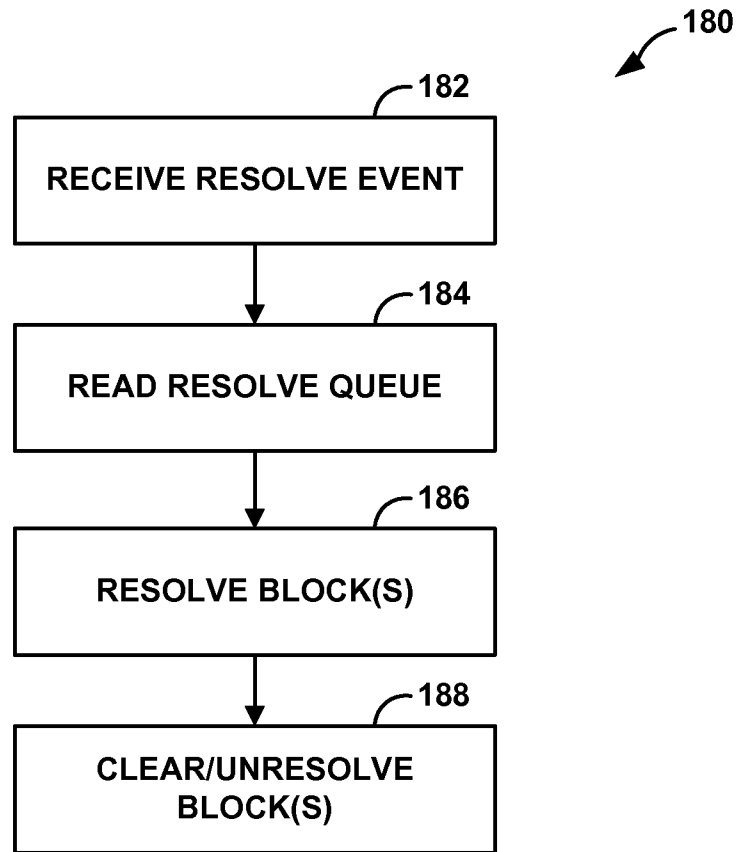 180
182
RECEIVE RESOLVE EVENT
184
READ RESOLVE QUEUE
186
RESOLVE BLOCK(S)
188
CLEAR/UNRESOLVE
BLOCK(S)